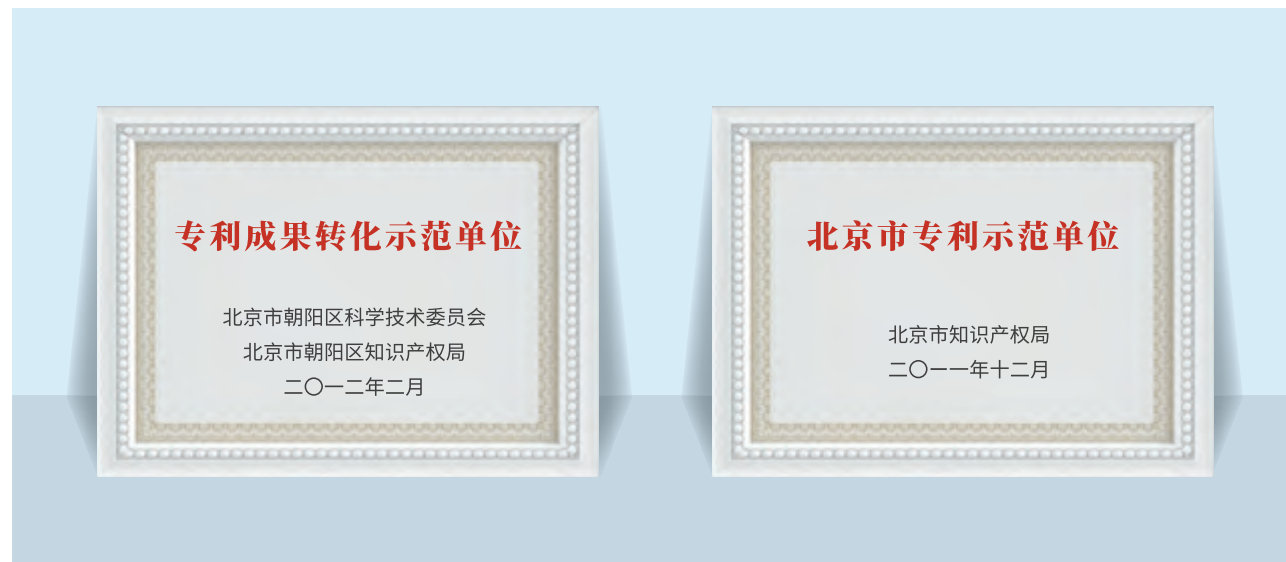 专利成果转化示范单位
北京市朝阳区科学技术委员会
北京市朝阳区知识产权局
二〇一二年二月
北京市专利示范单位
北京市知识产权局
二〇一一年十二月